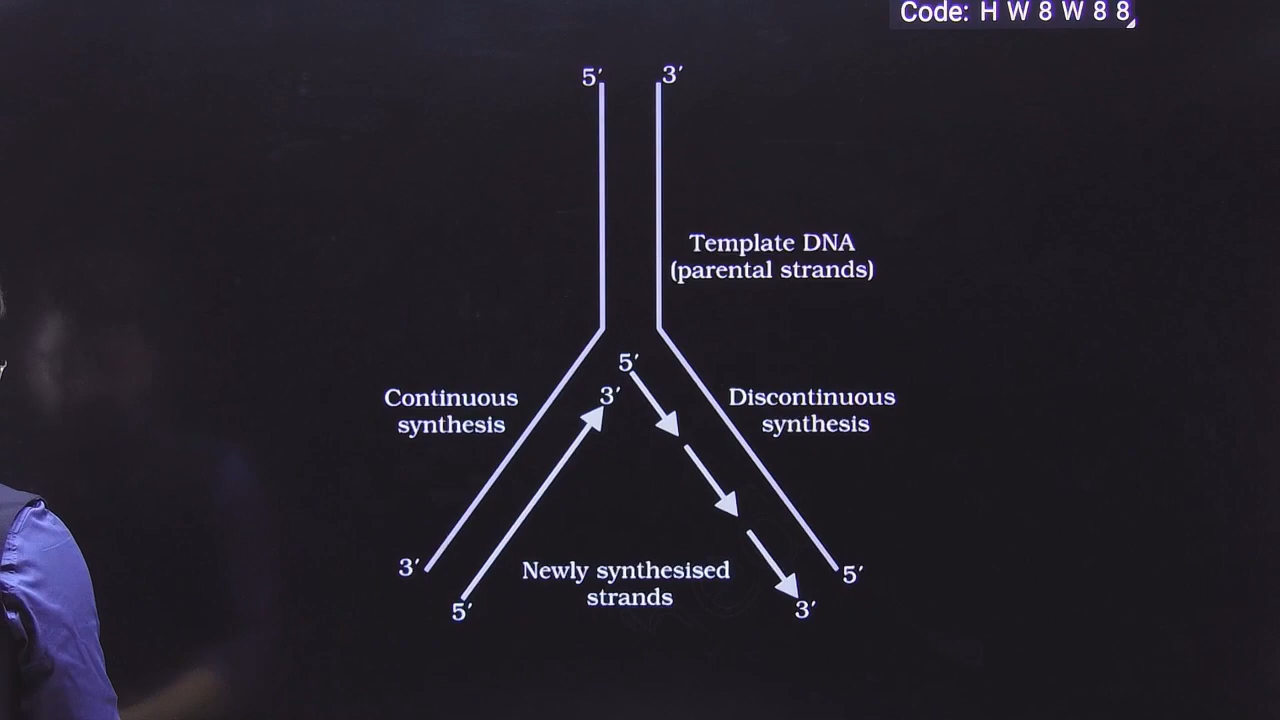 Code: H W 8 W 8 8
5′
3′
Template DNA
(parental strands)
5′
3′
Continuous
synthesis
Discontinuous
synthesis
3′
5′
Newly synthesised
strands
5′
3′